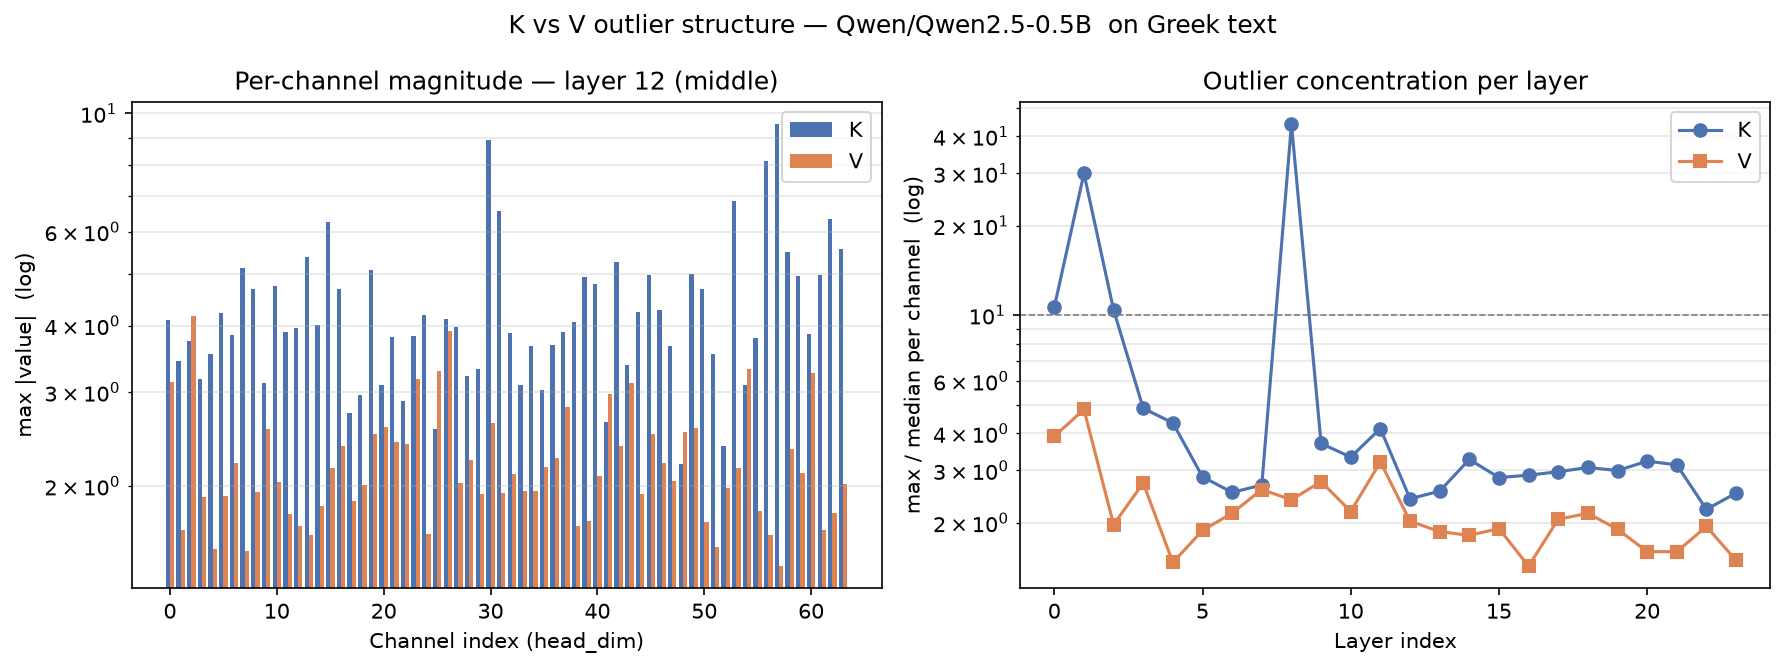 K vs V outlier structure — Qwen/Qwen2.5-0.5B  on Greek text
Per-channel magnitude — layer 12 (middle)
max |value|  (log)
10¹
6 × 10⁰
4 × 10⁰
3 × 10⁰
2 × 10⁰
K
V
0
10
20
30
40
50
60
Channel index (head_dim)
Outlier concentration per layer
max / median per channel  (log)
4 × 10¹
3 × 10¹
2 × 10¹
10¹
6 × 10⁰
4 × 10⁰
3 × 10⁰
2 × 10⁰
K
V
0
5
10
15
20
Layer index